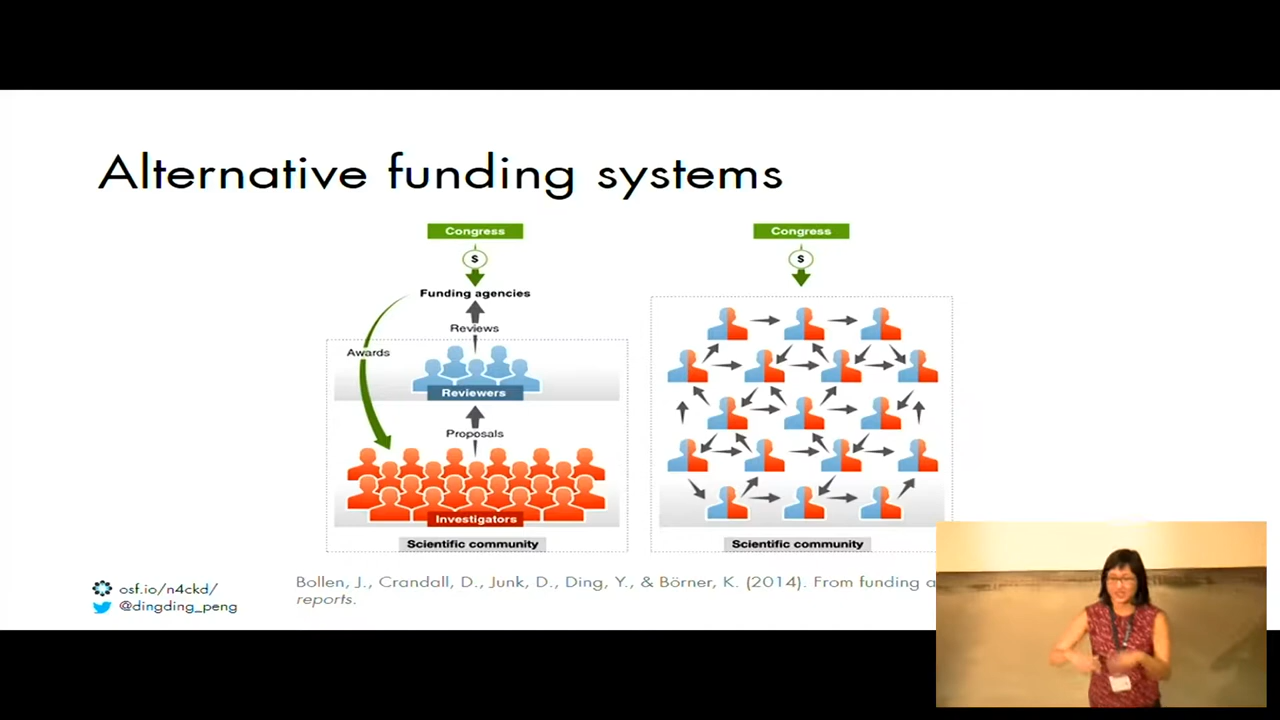 Alternative funding systems
Congress
$
Funding agencies
Reviews
Awards
Reviewers
Proposals
Investigators
Scientific community
Congress
$
Scientific community
Bollen, J., Crandall, D., Junk, D., Ding, Y., & Börner, K. (2014). From funding a
reports.
osf.io/n4ckd/
@dingding_peng